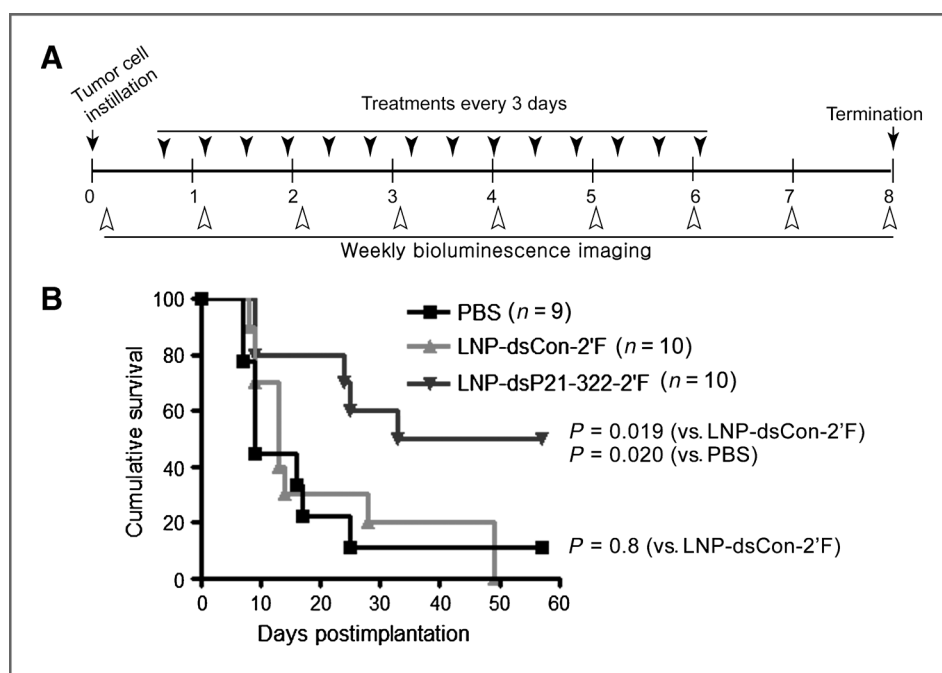 A
Tumor cell
instillation
Treatments every 3 days
Termination
0 1 2 3 4 5 6 7 8
Weekly bioluminescence imaging
B
100
80
60
40
20
0
Cumulative survival
0 10 20 30 40 50 60
Days postimplantation
PBS (n = 9)
LNP-dsCon-2'F (n = 10)
LNP-dsP21-322-2'F (n = 10)
P = 0.019 (vs. LNP-dsCon-2'F)
P = 0.020 (vs. PBS)
P = 0.8 (vs. LNP-dsCon-2'F)